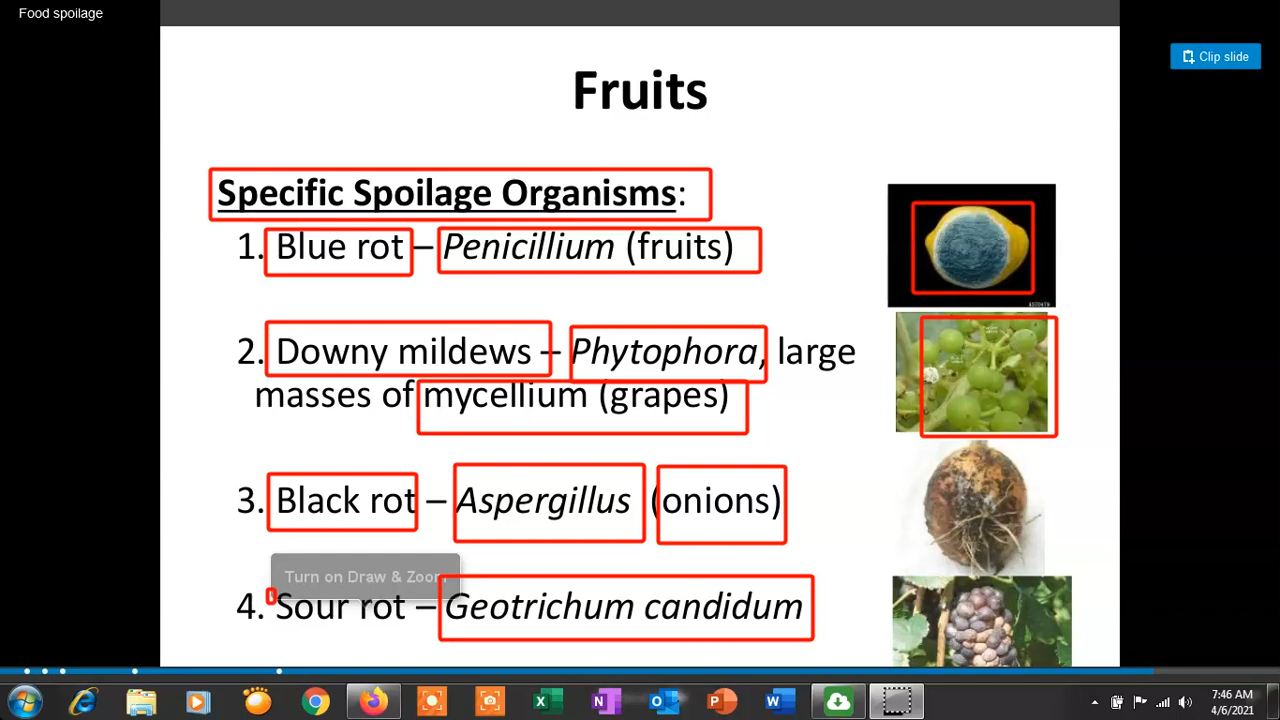 Food spoilage
Clip slide
Fruits
Specific Spoilage Organisms:
1. Blue rot – Penicillium (fruits)
2. Downy mildews – Phytophora, large
masses of mycellium (grapes)
3. Black rot – Aspergillus (onions)
Turn on Draw & Zoom
4. Sour rot – Geotrichum candidum
7:46 AM
4/6/2021